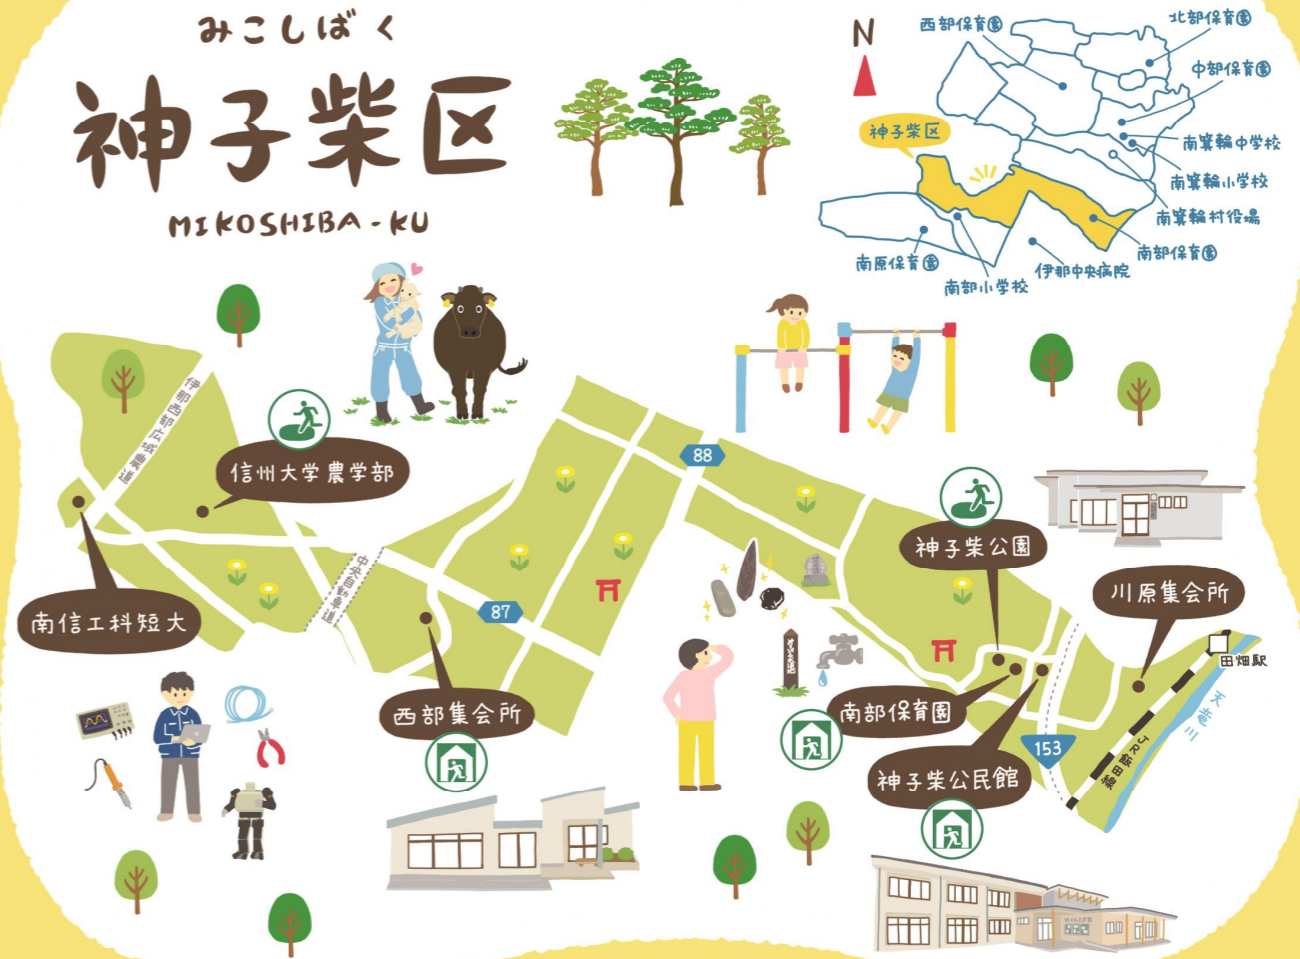 みこしばく
神子柴区
MIKOSHIBA-KU
N
西部保育園
北部保育園
中部保育園
神子柴区
南箕輪中学校
南箕輪小学校
南箕輪村役場
南部保育園
伊那中央病院
南原保育園
南部小学校
伊那西部広域農道
信州大学農学部
88
神子柴公園
中央自動車道
川原集会所
87
南信工科短大
田畑駅
西部集会所
南部保育園
天竜川
153
JR飯田線
神子柴公民館